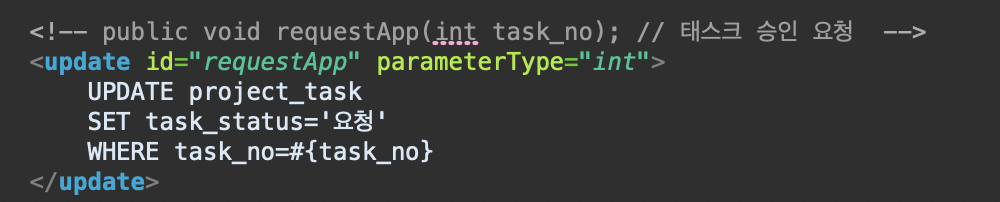 <!-- public void requestApp(int task_no); // 태스크 승인 요청  -->
<update id="requestApp" parameterType="int">
    UPDATE project_task
    SET task_status='요청'
    WHERE task_no=#{task_no}
</update>